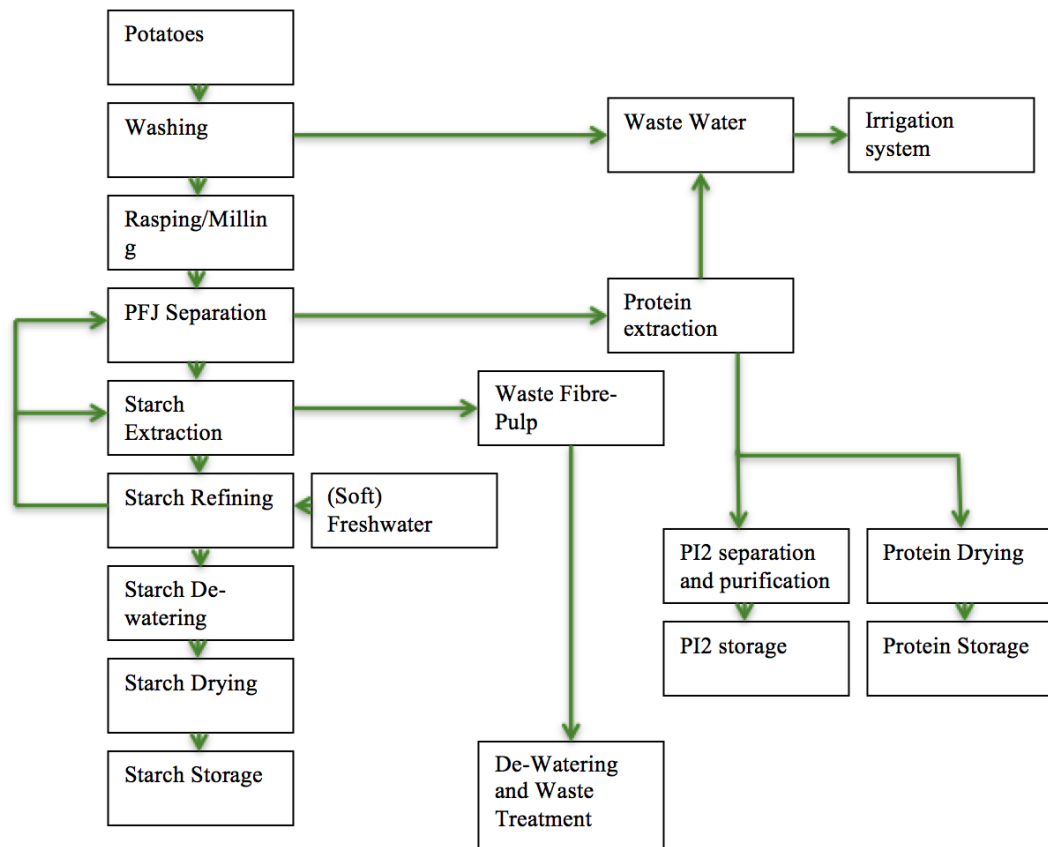 Potatoes
Washing
Waste Water
Irrigation
system
Rasping/Millin
g
PFJ Separation
Protein
extraction
Starch
Extraction
Waste Fibre-
Pulp
Starch Refining
(Soft)
Freshwater
PI2 separation
and purification
Protein Drying
Starch De-
watering
PI2 storage
Protein Storage
Starch Drying
Starch Storage
De-Watering
and Waste
Treatment